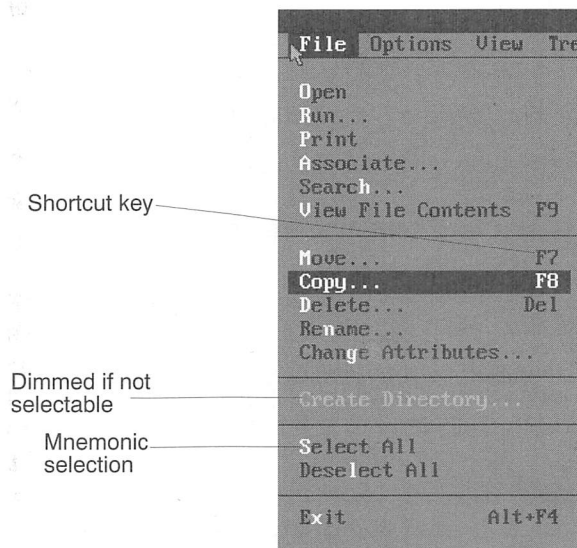 File Options View Tre
Open
Run...
Print
Associate...
Search...
View File Contents F9
Shortcut key
Move... F7
Copy... F8
Delete... Del
Rename...
Change Attributes...
Dimmed if not
selectable
Create Directory...
Mnemonic
selection
Select All
Deselect All
Exit Alt+F4